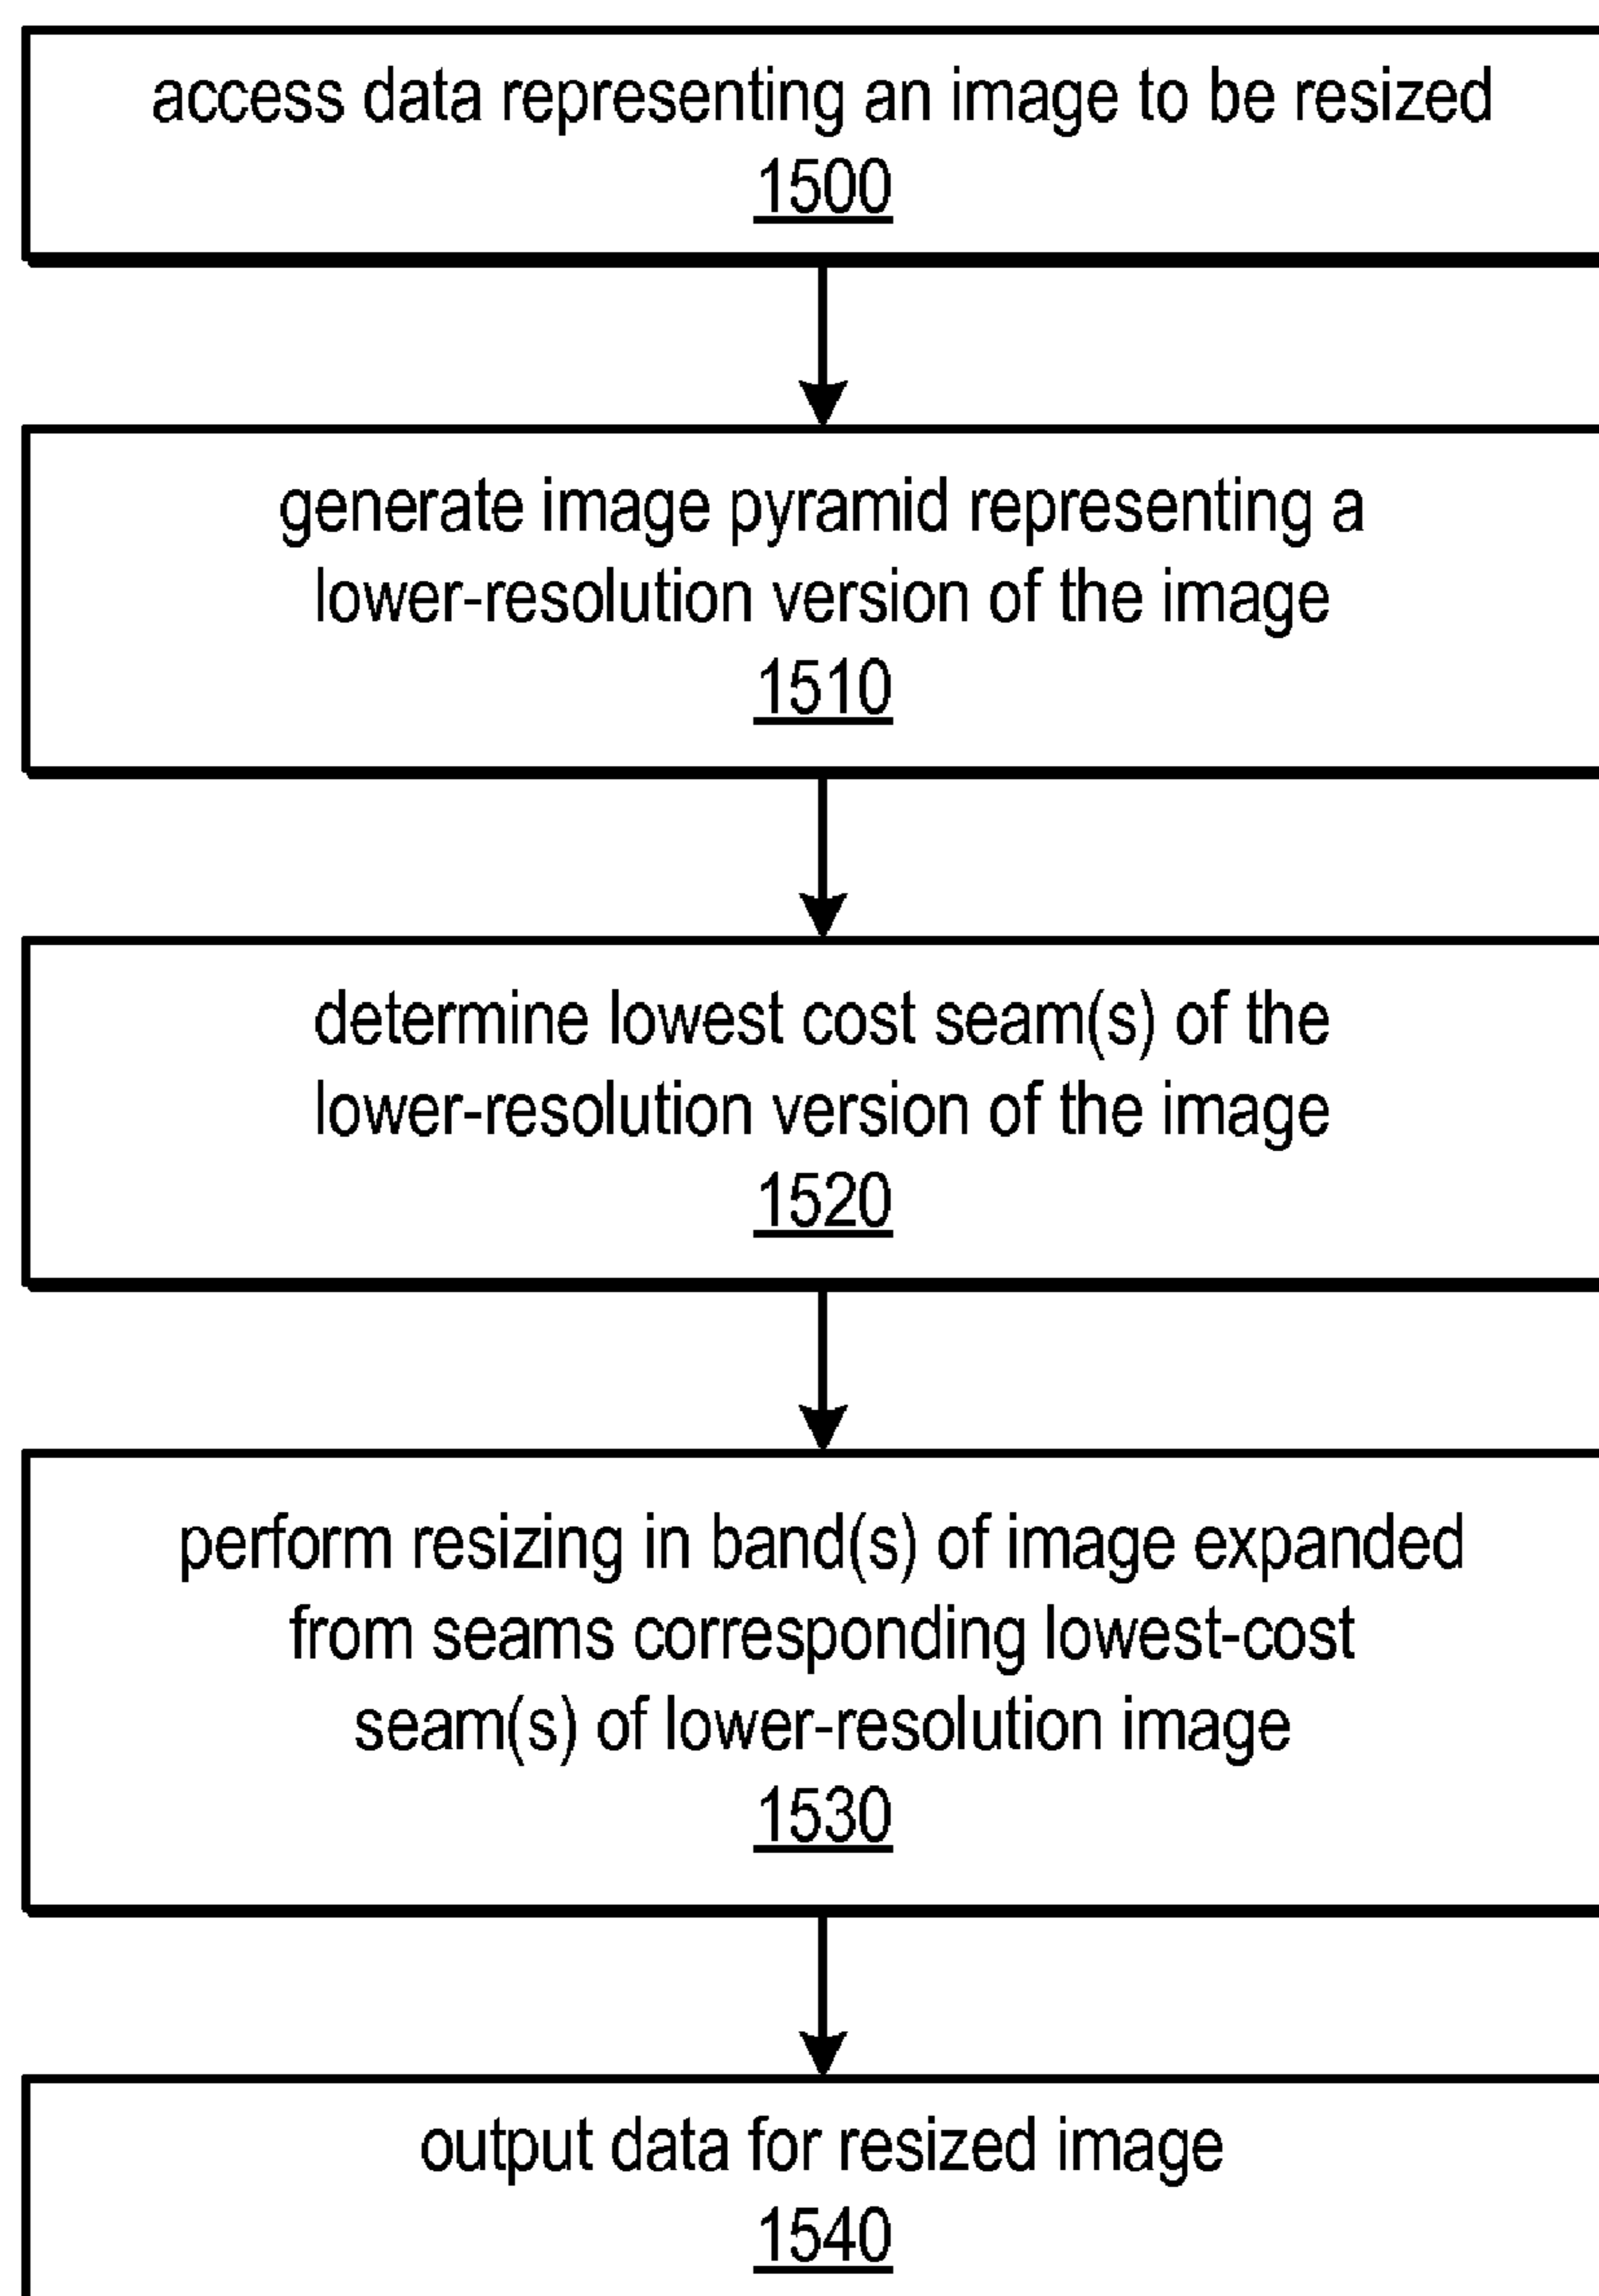 access data representing an image to be resized
1500
generate image pyramid representing a
lower-resolution version of the image
1510
determine lowest cost seam(s) of the
lower-resolution version of the image
1520
perform resizing in band(s) of image expanded
from seams corresponding lowest-cost
seam(s) of lower-resolution image
1530
output data for resized image
1540